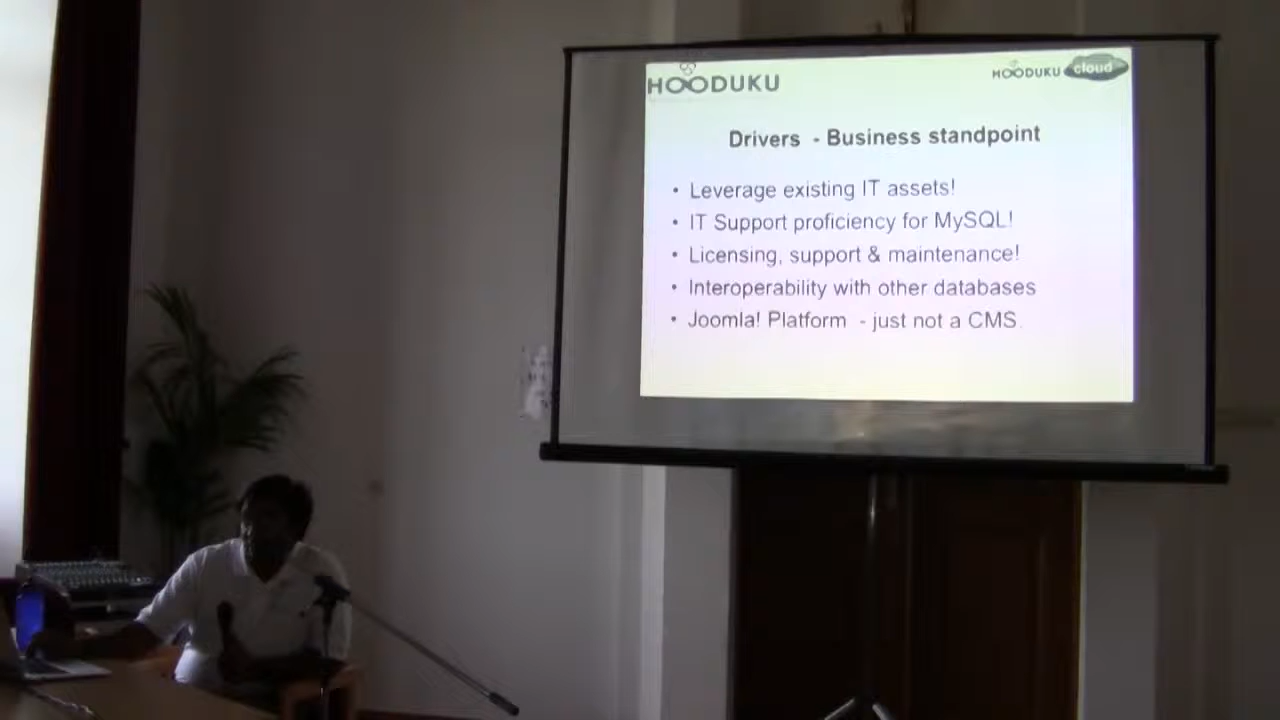 HOODUKU
HOODUKU cloud
Drivers - Business standpoint
• Leverage existing IT assets!
• IT Support proficiency for MySQL!
• Licensing, support & maintenance!
• Interoperability with other databases
• Joomla! Platform - just not a CMS.